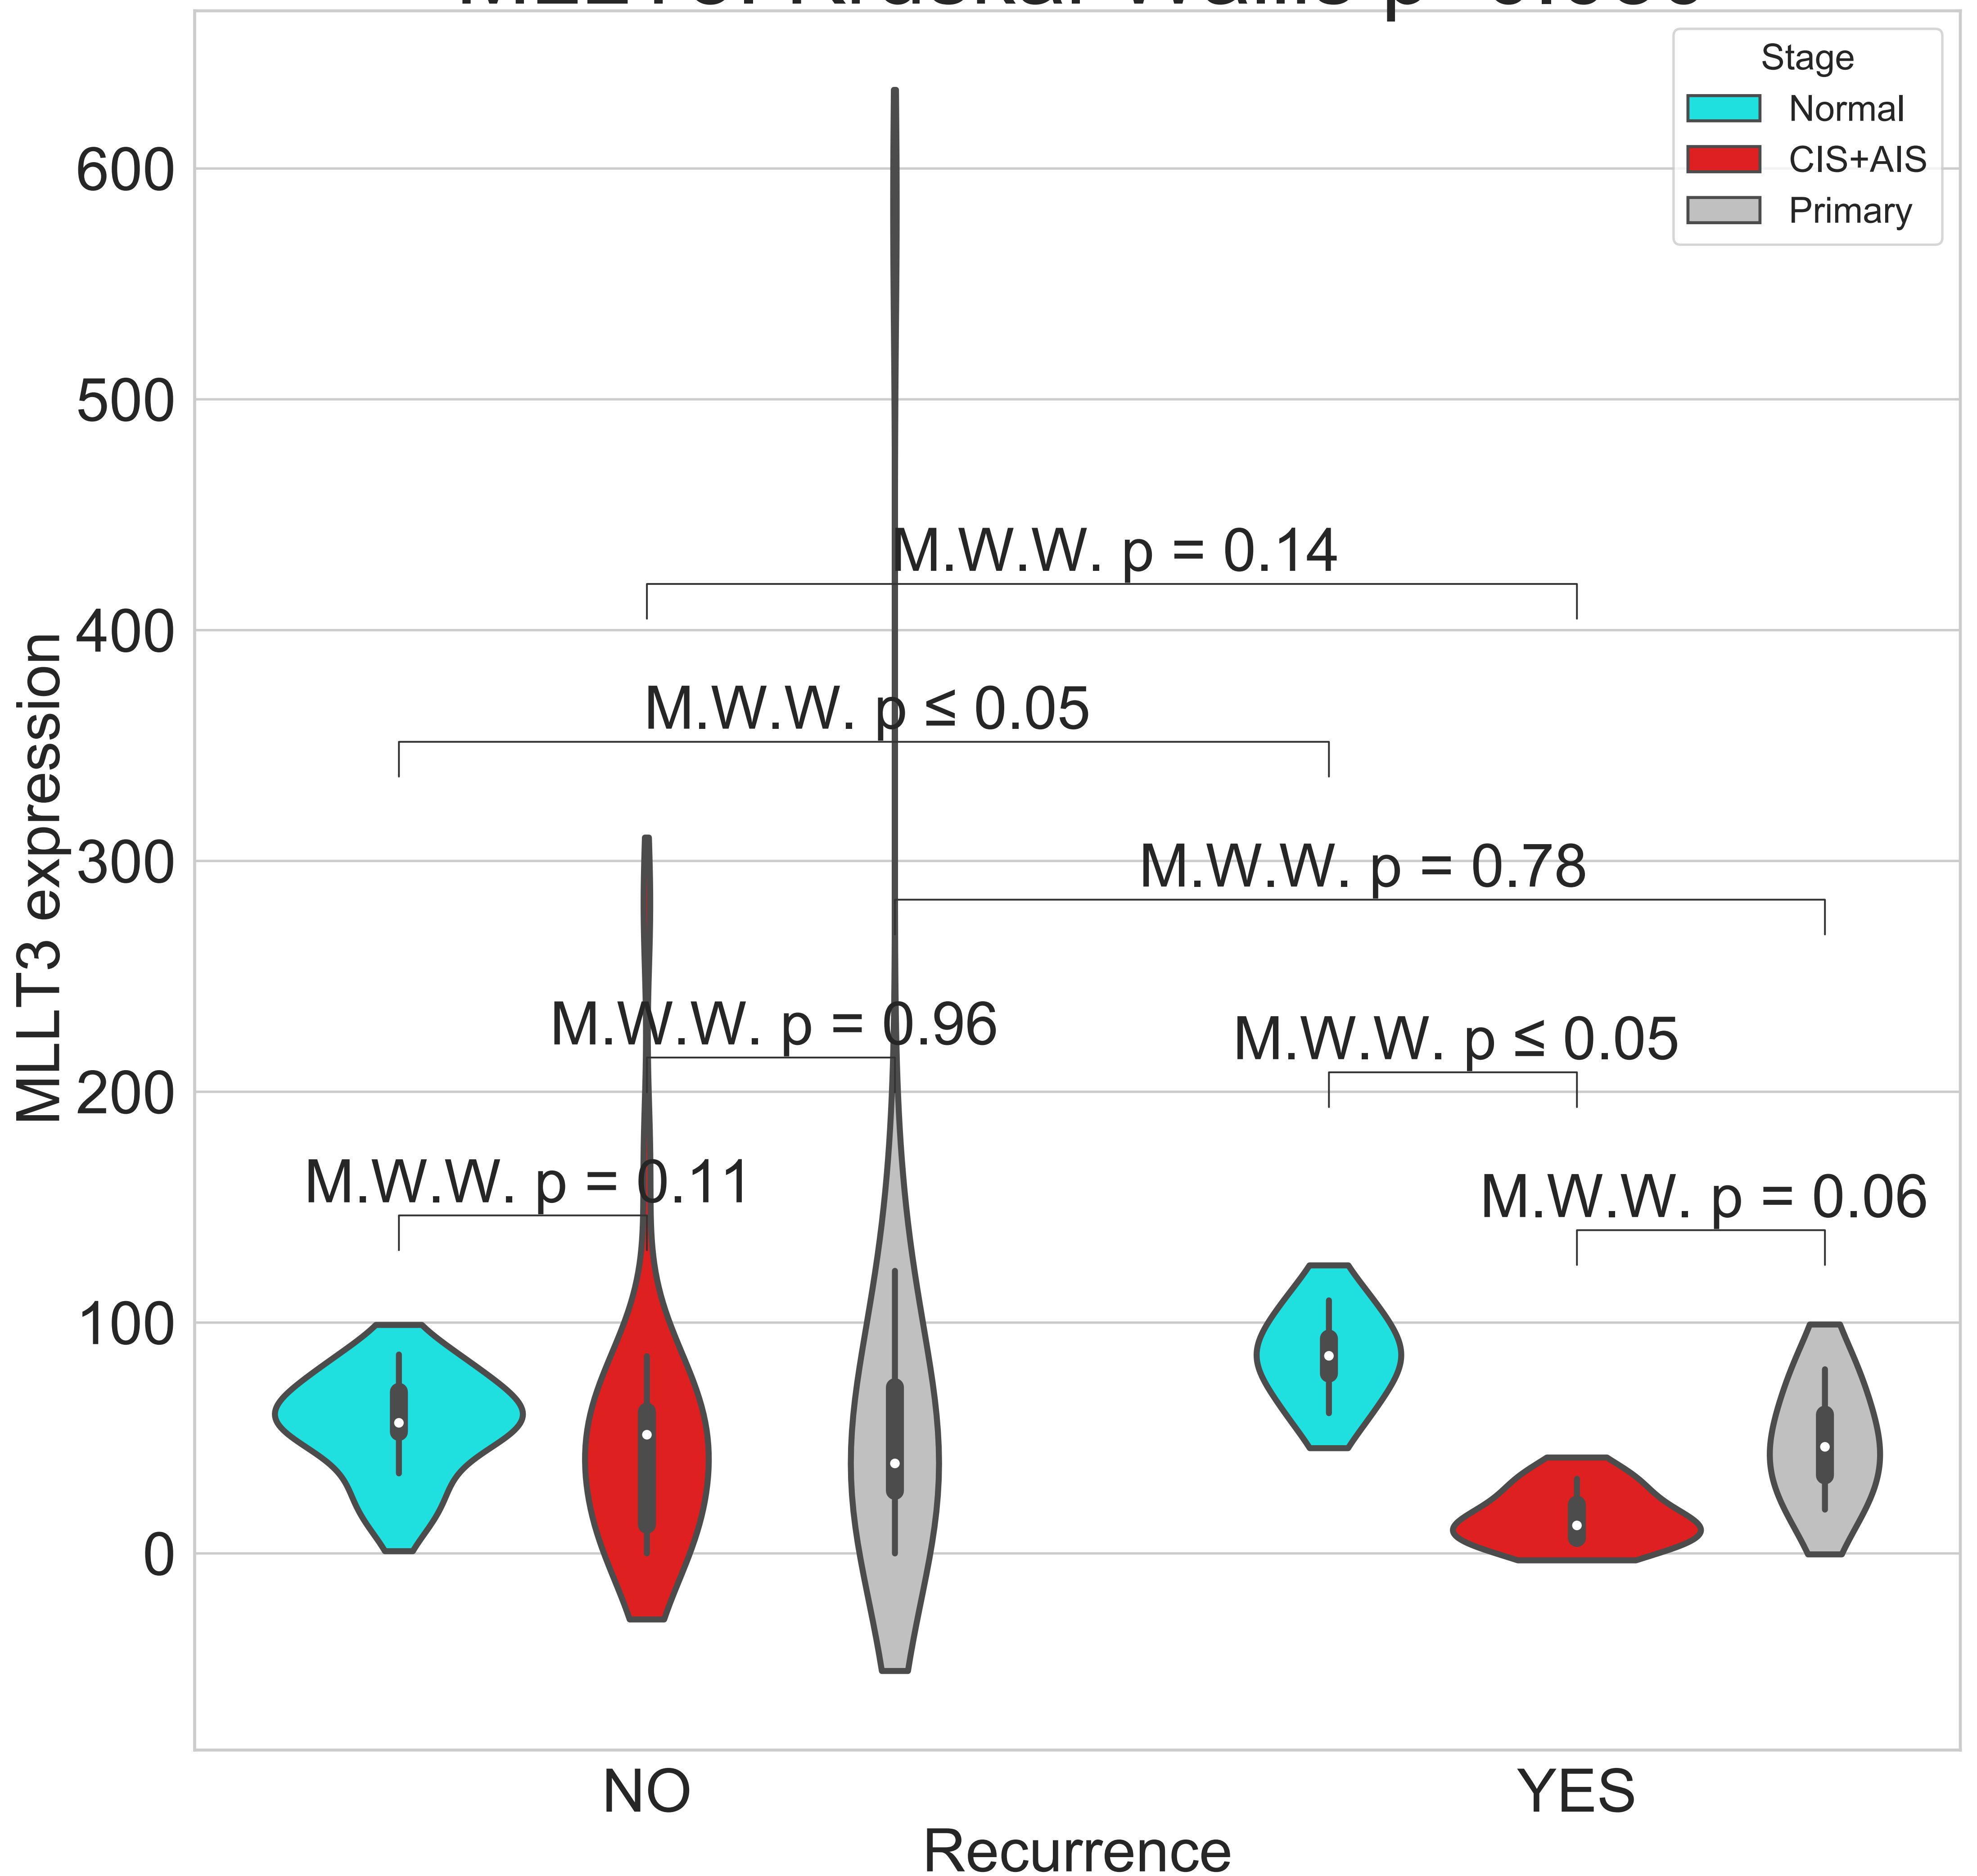 Stage
Normal
CIS+AIS
Primary
600
500
400
300
200
100
0
MLLT3 expression
M.W.W. p = 0.14
M.W.W. p ≤ 0.05
M.W.W. p = 0.78
M.W.W. p = 0.96
M.W.W. p ≤ 0.05
M.W.W. p = 0.11
M.W.W. p = 0.06
NO
YES
Recurrence